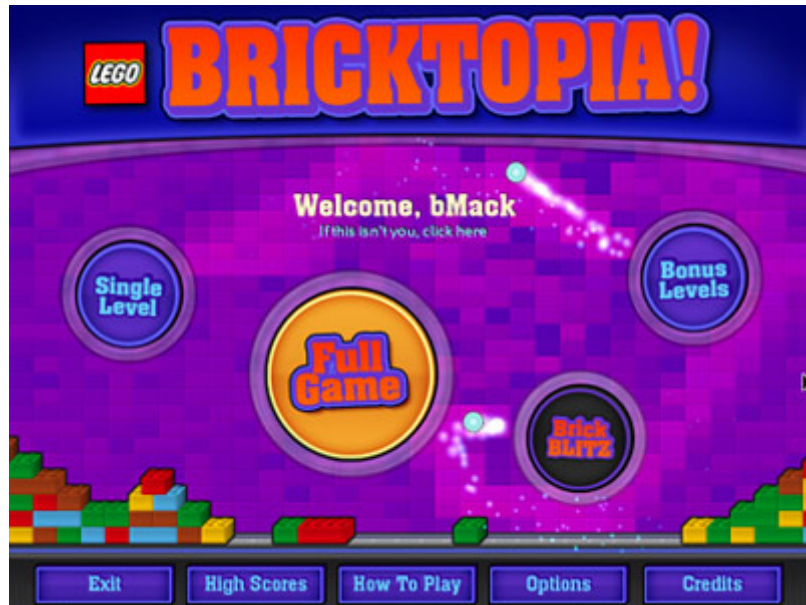 LEGO
BRICKTOPIA!
Welcome, bMack
If this isn't you, click here
Single
Level
Bonus
Levels
Full
Game
Brick
BLITZ
Exit
High Scores
How To Play
Options
Credits